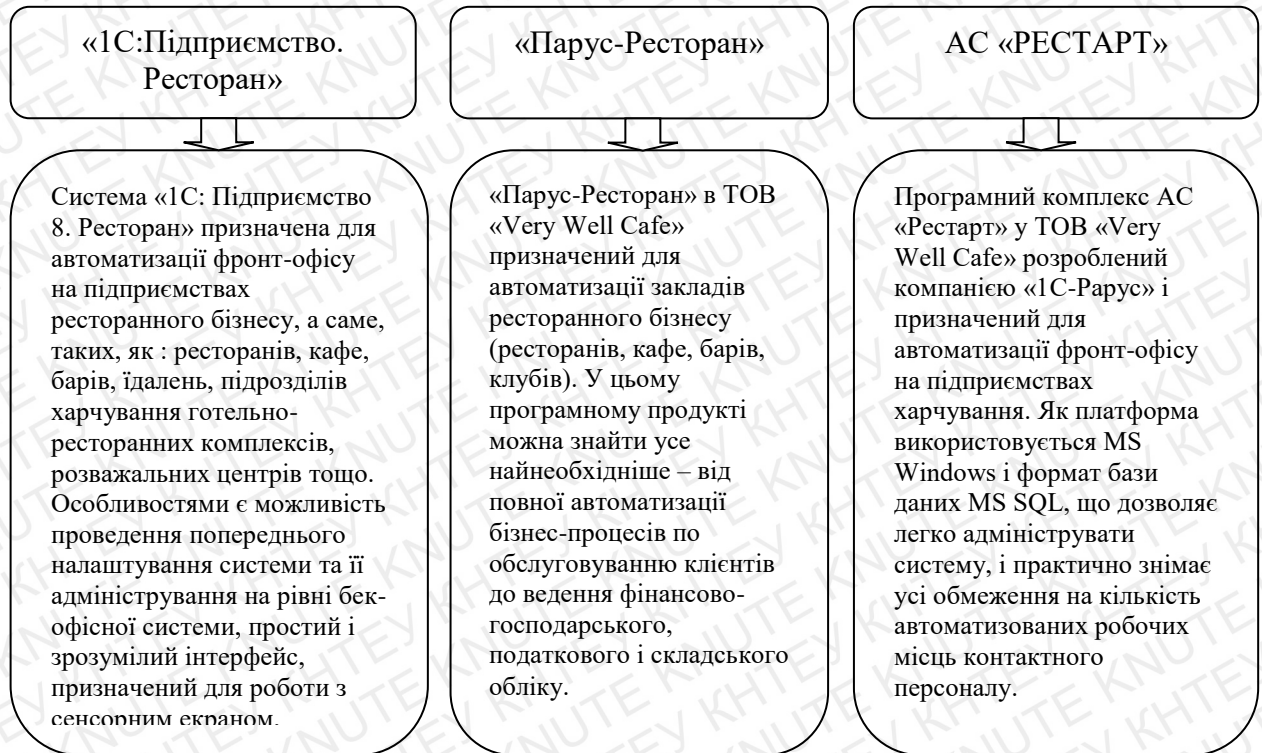 «1С:Підприємство.
Ресторан»
Система «1С: Підприємство
8. Ресторан» призначена для
автоматизації фронт-офісу
на підприємствах
ресторанного бізнесу, а саме,
таких, як : ресторанів, кафе,
барів, їдалень, підрозділів
харчування готельно-
ресторанних комплексів,
розважальних центрів тощо.
Особливостями є можливість
проведення попереднього
налаштування системи та її
адміністрування на рівні бек-
офісної системи, простий і
зрозумілий інтерфейс,
призначений для роботи з
сенсорним екраном.
«Парус-Ресторан»
«Парус-Ресторан» в ТОВ
«Very Well Cafe»
призначений для
автоматизації закладів
ресторанного бізнесу
(ресторанів, кафе, барів,
клубів). У цьому
програмному продукті
можна знайти усе
найнеобхідніше – від
повної автоматизації
бізнес-процесів по
обслуговуванню клієнтів
до ведення фінансово-
господарського,
податкового і складського
обліку.
АС «РЕСТАРТ»
Програмний комплекс АС
«Рестарт» у ТОВ «Very
Well Cafe» розроблений
компанією «1С-Рарус» і
призначений для
автоматизації фронт-офісу
на підприємствах
харчування. Як платформа
використовується MS
Windows і формат бази
даних MS SQL, що дозволяє
легко адмініструвати
систему, і практично знімає
усі обмеження на кількість
автоматизованих робочих
місць контактного
персоналу.